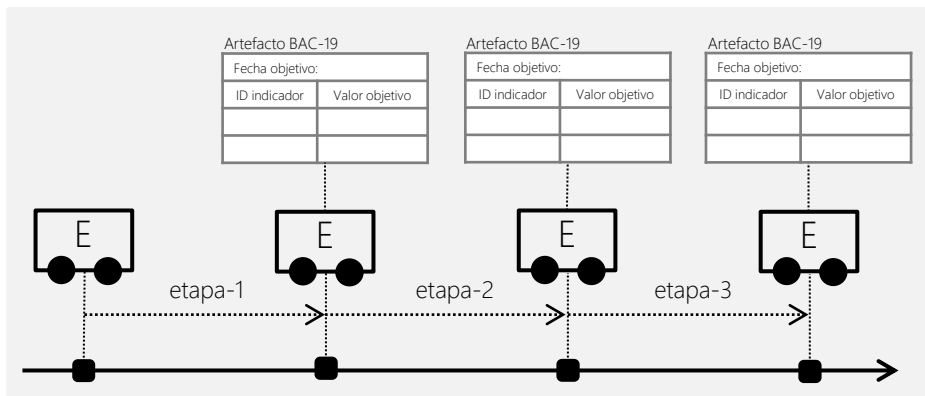 Artefacto BAC-19
Fecha objetivo:
ID indicador Valor objetivo
Artefacto BAC-19
Fecha objetivo:
ID indicador Valor objetivo
Artefacto BAC-19
Fecha objetivo:
ID indicador Valor objetivo
E E E E
etapa-1 etapa-2 etapa-3